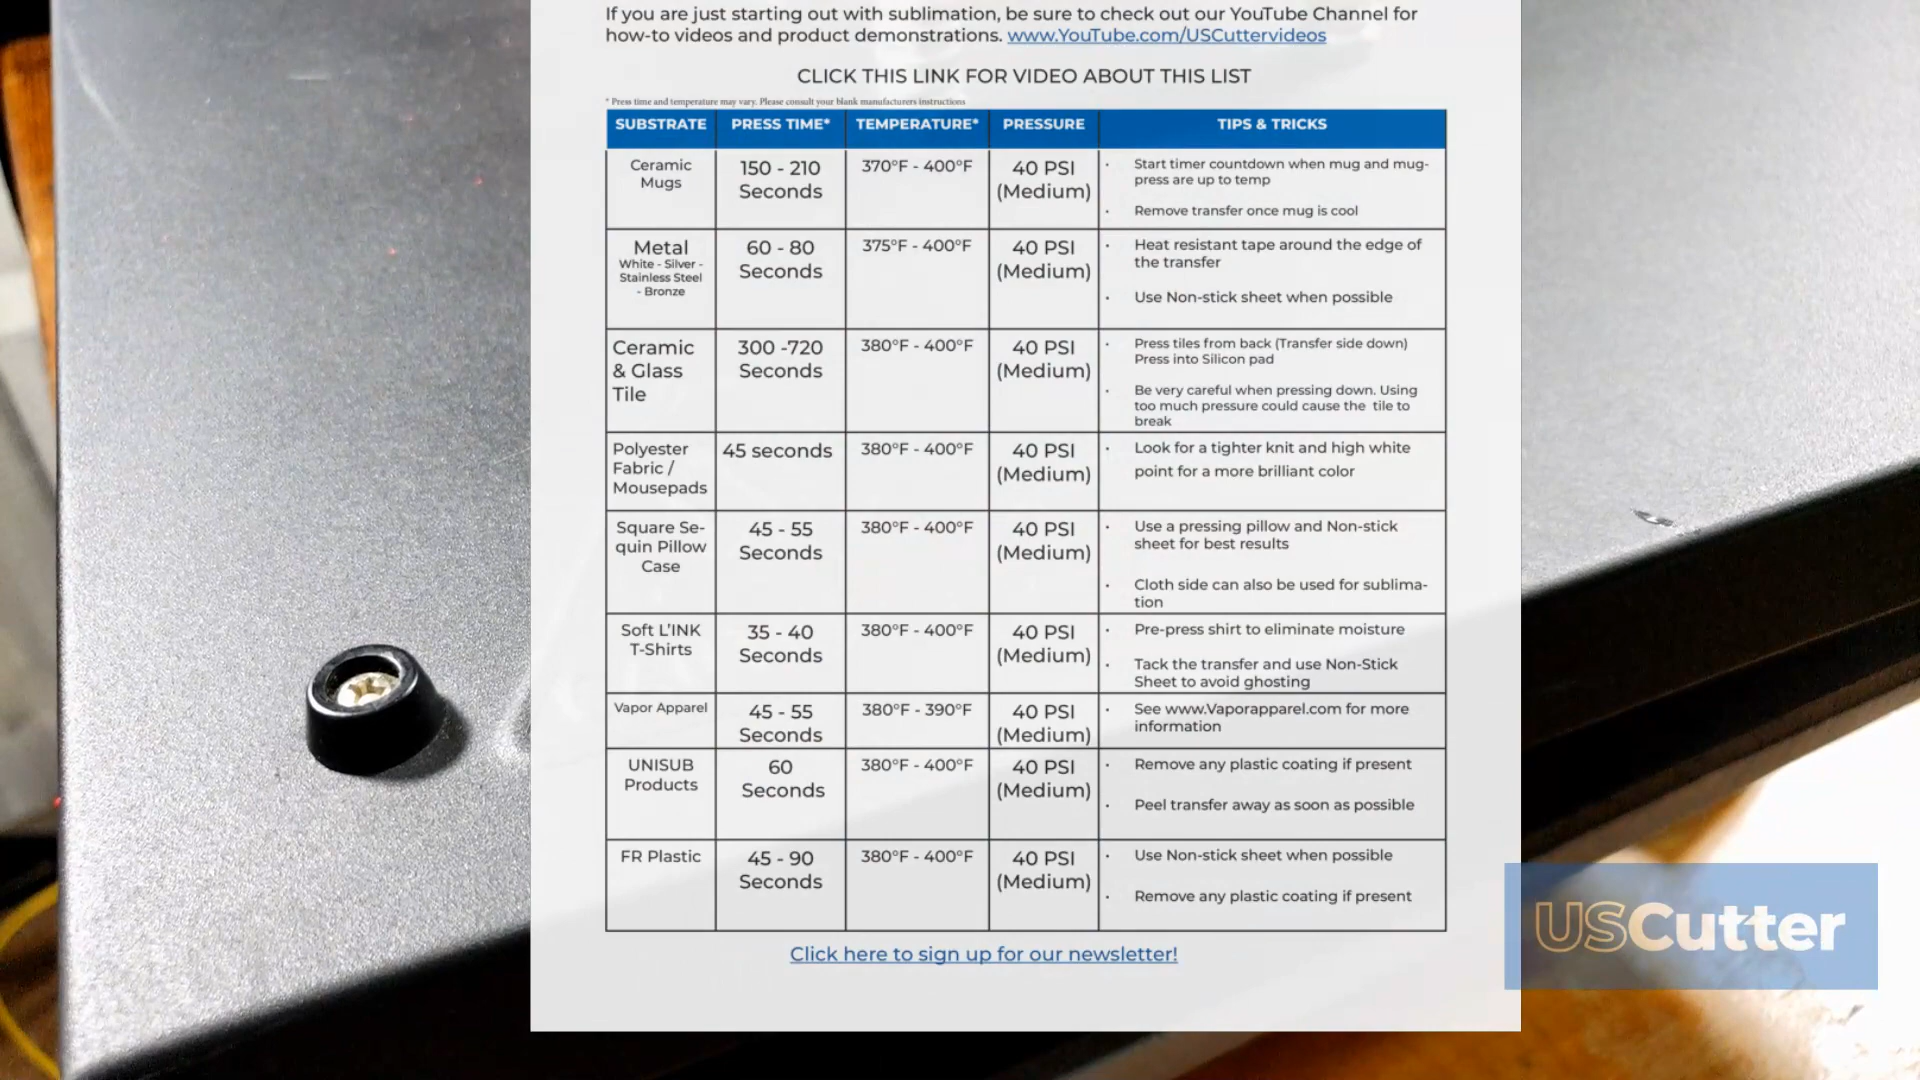 If you are just starting out with sublimation, be sure to check out our YouTube Channel for
how-to videos and product demonstrations. www.YouTube.com/USCuttervideos
CLICK THIS LINK FOR VIDEO ABOUT THIS LIST
* Press time and temperature may vary. Please consult your blank manufacturers instructions
SUBSTRATE PRESS TIME* TEMPERATURE* PRESSURE TIPS & TRICKS
Ceramic
Mugs
150 - 210
Seconds
370°F - 400°F
40 PSI
(Medium)
· Start timer countdown when mug and mug-
press are up to temp
· Remove transfer once mug is cool
Metal
White - Silver -
Stainless Steel
- Bronze
60 - 80
Seconds
375°F - 400°F
40 PSI
(Medium)
· Heat resistant tape around the edge of
the transfer
· Use Non-stick sheet when possible
Ceramic
& Glass
Tile
300 -720
Seconds
380°F - 400°F
40 PSI
(Medium)
· Press tiles from back (Transfer side down)
Press into Silicon pad
· Be very careful when pressing down. Using
too much pressure could cause the tile to
break
Polyester
Fabric /
Mousepads
45 seconds
380°F - 400°F
40 PSI
(Medium)
· Look for a tighter knit and high white
point for a more brilliant color
Square Se-
quin Pillow
Case
45 - 55
Seconds
380°F - 400°F
40 PSI
(Medium)
· Use a pressing pillow and Non-stick
sheet for best results
· Cloth side can also be used for sublima-
tion
Soft L'INK
T-Shirts
35 - 40
Seconds
380°F - 400°F
40 PSI
(Medium)
· Pre-press shirt to eliminate moisture
· Tack the transfer and use Non-Stick
Sheet to avoid ghosting
Vapor Apparel
45 - 55
Seconds
380°F - 390°F
40 PSI
(Medium)
· See www.Vaporapparel.com for more
information
UNISUB
Products
60
Seconds
380°F - 400°F
40 PSI
(Medium)
· Remove any plastic coating if present
· Peel transfer away as soon as possible
FR Plastic
45 - 90
Seconds
380°F - 400°F
40 PSI
(Medium)
· Use Non-stick sheet when possible
· Remove any plastic coating if present
Click here to sign up for our newsletter!
USCutter